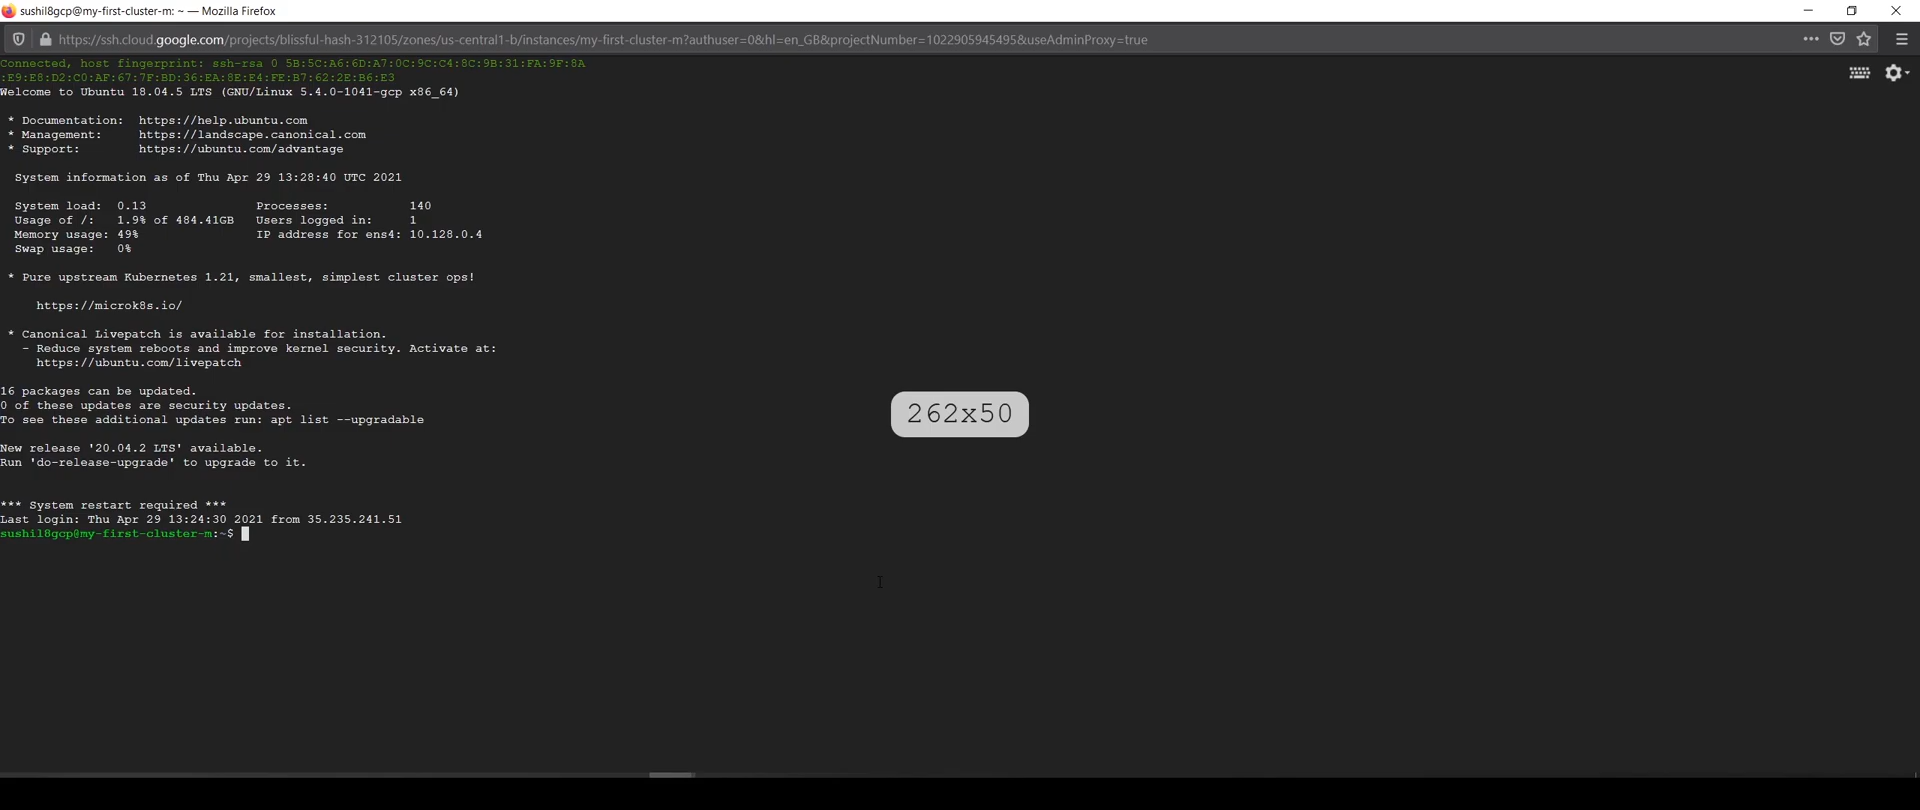 sushil8gcp@my-first-cluster-m: ~ — Mozilla Firefox
https://ssh.cloud.google.com/projects/blissful-hash-312105/zones/us-central1-b/instances/my-first-cluster-m?authuser=0&hl=en_GB&projectNumber=1022905945495&useAdminProxy=true
Connected, host fingerprint: ssh-rsa 0 5B:5C:A6:6D:A7:0C:9C:C4:8C:9B:31:FA:9F:8A
:E9:E8:D2:C0:AF:67:7F:BD:36:EA:8E:E4:FE:B7:62:2E:B6:E3
Welcome to Ubuntu 18.04.5 LTS (GNU/Linux 5.4.0-1041-gcp x86_64)
* Documentation:  https://help.ubuntu.com
* Management:     https://landscape.canonical.com
* Support:        https://ubuntu.com/advantage
System information as of Thu Apr 29 13:28:40 UTC 2021
System load:  0.13               Processes:           140
Usage of /:   1.9% of 484.41GB   Users logged in:     1
Memory usage: 49%                IP address for ens4: 10.128.0.4
Swap usage:   0%
* Pure upstream Kubernetes 1.21, smallest, simplest cluster ops!
https://microk8s.io/
* Canonical Livepatch is available for installation.
- Reduce system reboots and improve kernel security. Activate at:
https://ubuntu.com/livepatch
16 packages can be updated.
0 of these updates are security updates.
To see these additional updates run: apt list --upgradable
262x50
New release '20.04.2 LTS' available.
Run 'do-release-upgrade' to upgrade to it.
*** System restart required ***
Last login: Thu Apr 29 13:24:30 2021 from 35.235.241.51
sushil8gcp@my-first-cluster-m:~$